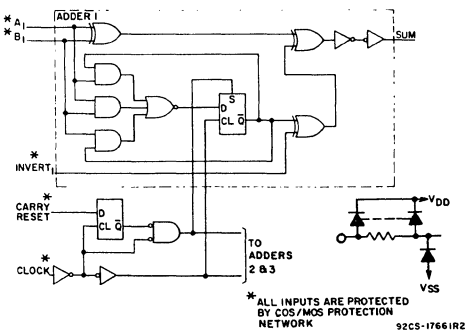 ADDER 1
* A1
* B1
SUM
S
D
CL Q̅
*
INVERT1
*
CARRY
RESET
D
CL Q̅
*
CLOCK
TO
ADDERS
2 & 3
VDD
VSS
* ALL INPUTS ARE PROTECTED
BY COS/MOS PROTECTION
NETWORK
92CS-17661R2